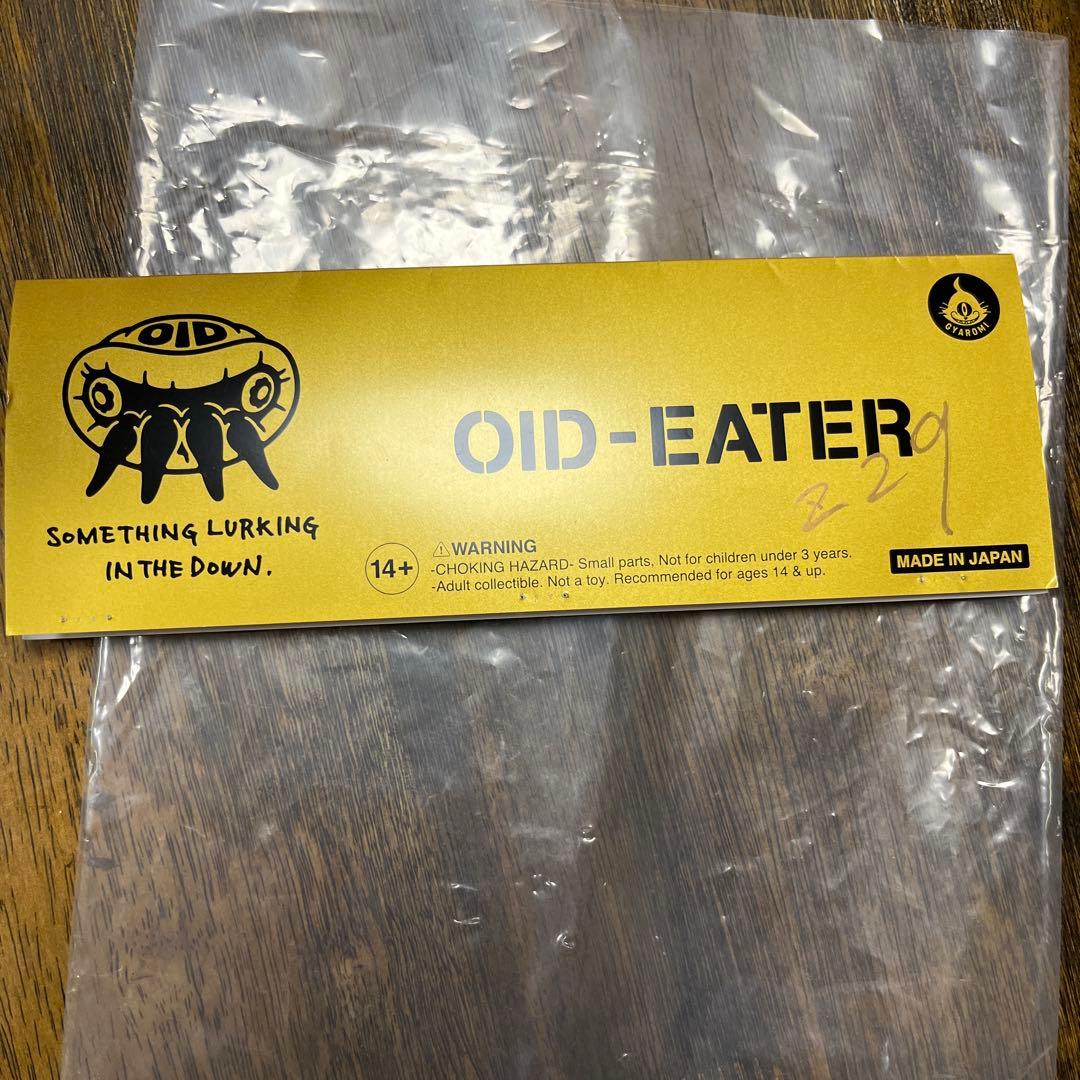 OID
GYAROMI
OID-EATER
SOMETHING LURKING
IN THE DOWN.
14+
⚠WARNING
-CHOKING HAZARD- Small parts. Not for children under 3 years.
-Adult collectible. Not a toy. Recommended for ages 14 & up.
MADE IN JAPAN